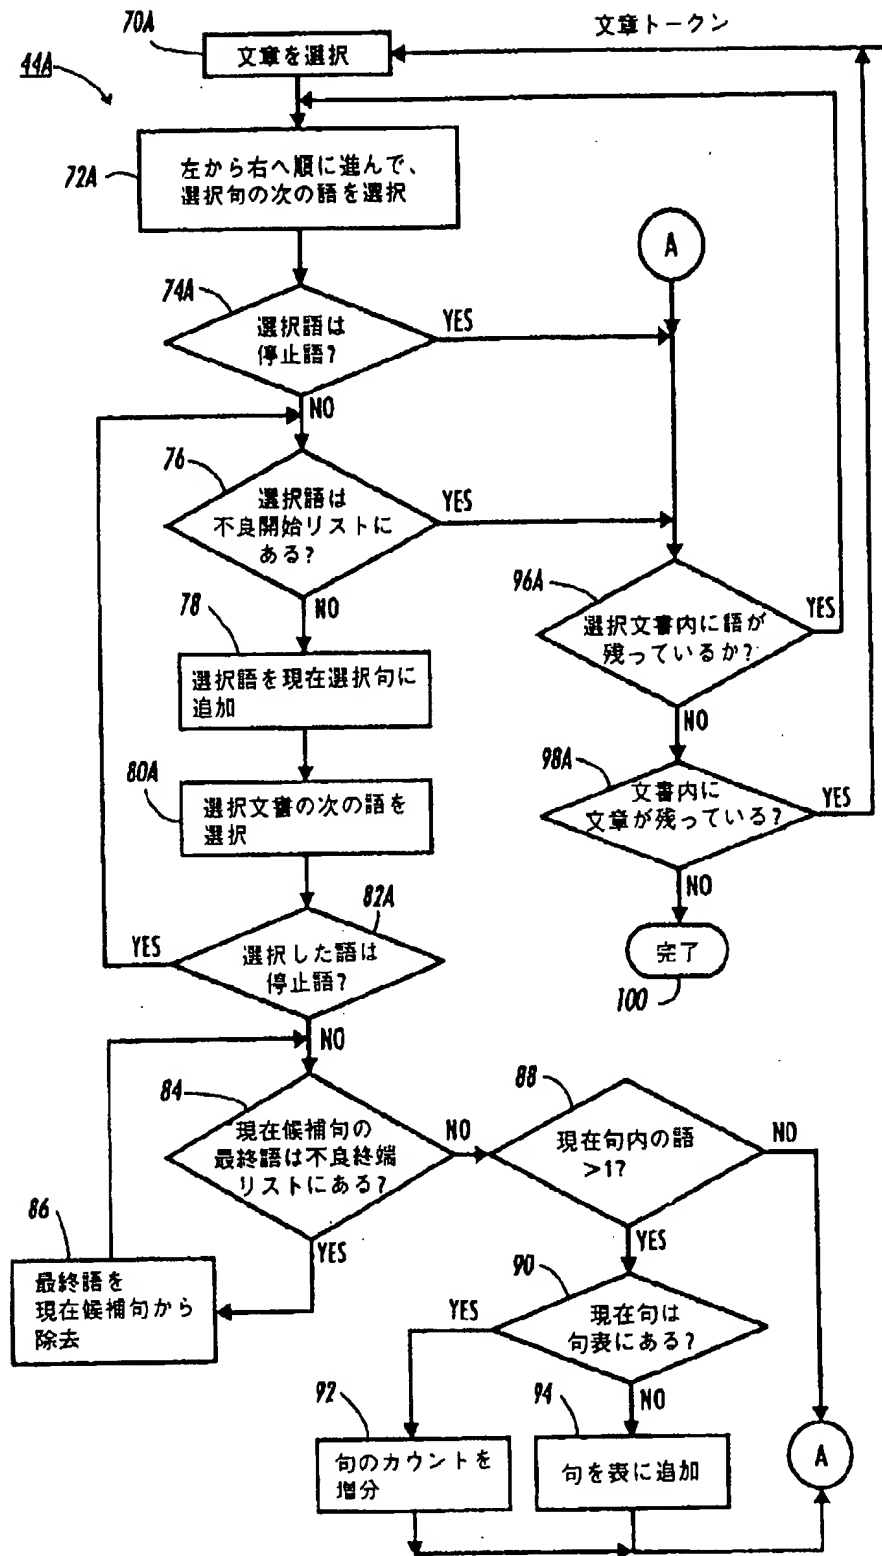 70A
文章トークン
文章を選択
44A
72A
左から右へ順に進んで、
選択句の次の語を選択
A
74A
選択語は
停止語?
YES
NO
76
選択語は
不良開始リストに
ある?
YES
NO
96A
選択文書内に語が
残っているか?
YES
NO
78
選択語を現在選択句に
追加
98A
文書内に
文章が残っている?
YES
NO
80A
選択文書の次の語を
選択
完了
100
82A
選択した語は
停止語?
YES
NO
84
現在候補句の
最終語は不良終端
リストにある?
NO
YES
88
現在句内の語
>1?
NO
YES
86
最終語を
現在候補句から
除去
90
現在句は
句表にある?
YES
NO
92
句のカウントを
増分
94
句を表に追加
A